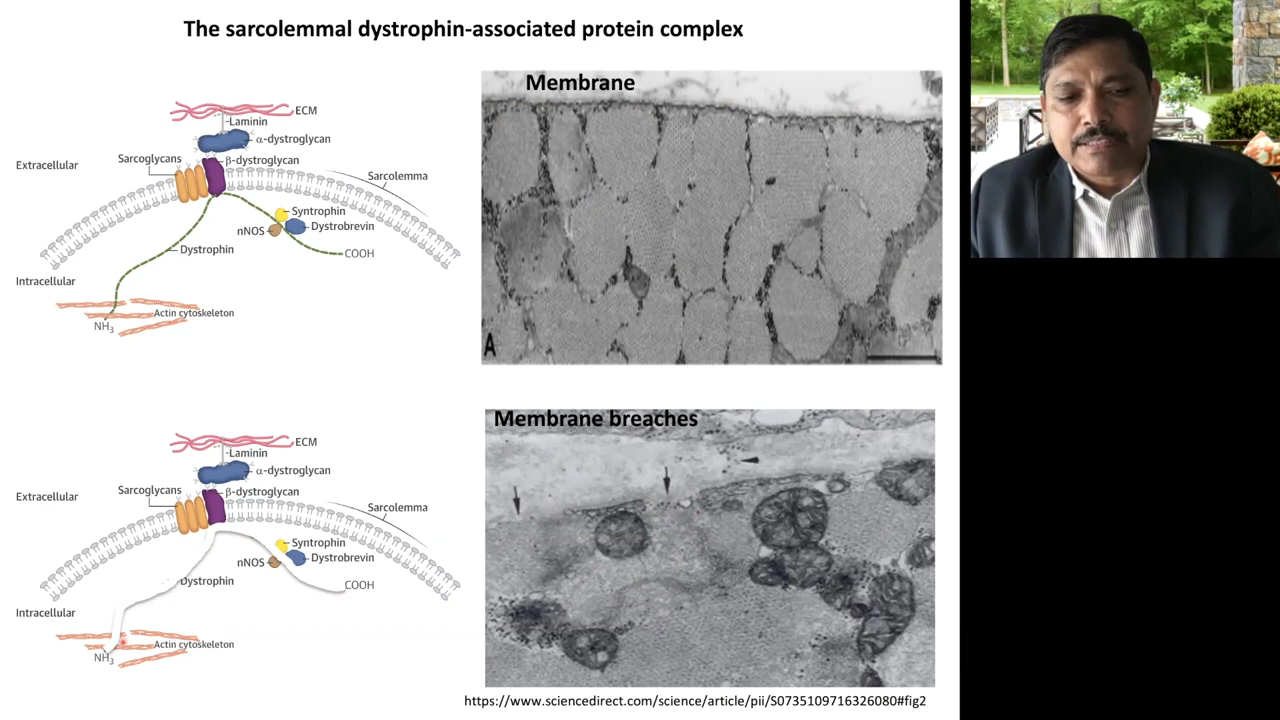 The sarcolemmal dystrophin-associated protein complex
ECM
-Laminin
α-dystroglycan
Sarcoglycans
β-dystroglycan
Extracellular
Sarcolemma
Syntrophin
nNOS
Dystrobrevin
Dystrophin
COOH
Intracellular
Actin cytoskeleton
NH3
Membrane
A
ECM
-Laminin
α-dystroglycan
Sarcoglycans
β-dystroglycan
Extracellular
Sarcolemma
Syntrophin
nNOS
Dystrobrevin
Dystrophin
COOH
Intracellular
Actin cytoskeleton
NH3
Membrane breaches
https://www.sciencedirect.com/science/article/pii/S0735109716326080#fig2